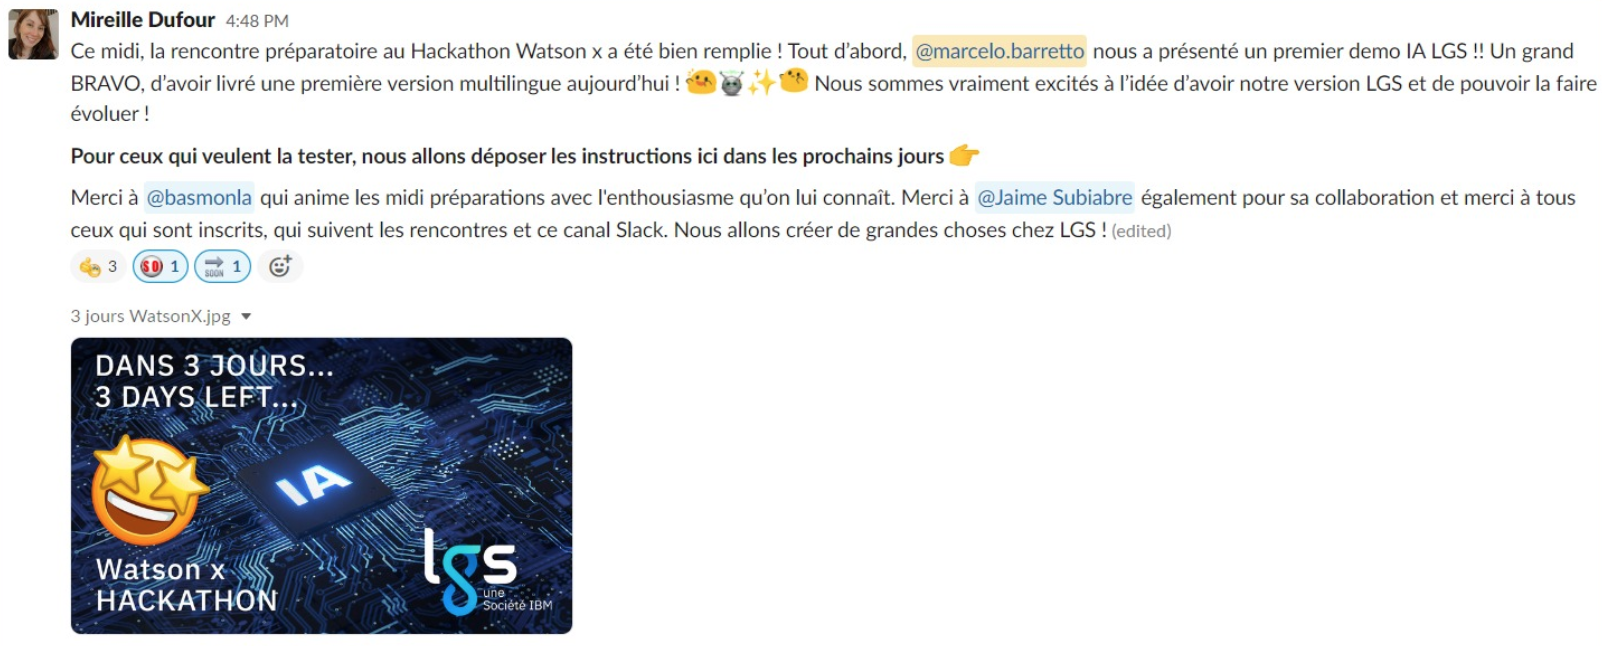 Mireille Dufour 4:48 PM
Ce midi, la rencontre préparatoire au Hackathon Watson x a été bien remplie ! Tout d'abord, @marcelo.barretto nous a présenté un premier demo IA LGS !! Un grand
BRAVO, d'avoir livré une première version multilingue aujourd'hui ! Nous sommes vraiment excités à l'idée d'avoir notre version LGS et de pouvoir la faire
évoluer !
Pour ceux qui veulent la tester, nous allons déposer les instructions ici dans les prochains jours
Merci à @basmonla qui anime les midi préparations avec l'enthousiasme qu'on lui connaît. Merci à @Jaime Subiabre également pour sa collaboration et merci à tous
ceux qui sont inscrits, qui suivent les rencontres et ce canal Slack. Nous allons créer de grandes choses chez LGS ! (edited)
3 SO 1 SOON 1
3 jours WatsonX.jpg
DANS 3 JOURS...
3 DAYS LEFT...
IA
Watson x
HACKATHON
lgs
une
Société IBM